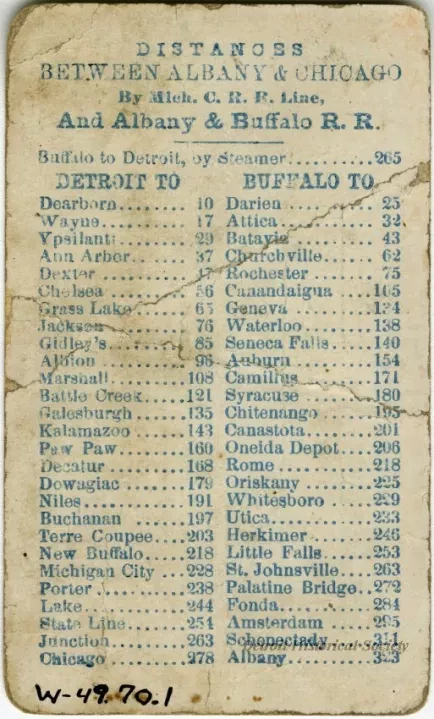 DISTANCES
BETWEEN ALBANY & CHICAGO
By Mich. C. R. R. Line,
And Albany & Buffalo R. R.
Buffalo to Detroit, by Steamer..........265
DETROIT TO BUFFALO TO
Dearborn......... 10 Darien ............ 25
Wayne........... 17 Attica ............ 32
Ypsilanti......... 29 Batavia .......... 43
Ann Arbor....... 37 Churchville...... 62
Dexter ........... 47 Rochester ....... 75
Chelsea .......... 56 Canandaigua ....105
Grass Lake....... 65 Geneva ..........124
Jackson .......... 76 Waterloo.........138
Gidley's.......... 85 Seneca Falls.....140
Albion ........... 96 Auburn ..........154
Marshall.........108 Camillus ........171
Battle Creek.....121 Syracuse ........180
Galesburgh ......135 Chitenango ......195
Kalamazoo ......143 Canastota........201
Paw Paw.........160 Oneida Depot....206
Decatur .........168 Rome ............218
Dowagiac .......179 Oriskany ........225
Niles.............191 Whitesboro .....229
Buchanan .......197 Utica............233
Terre Coupee....203 Herkimer .......246
New Buffalo.....218 Little Falls......253
Michigan City ...228 St. Johnsville....263
Porter ...........238 Palatine Bridge..272
Lake.............244 Fonda...........284
State Line.......254 Amsterdam .....295
Junction.........263 Schenectady ....311
Chicago .........278 Albany..........323
Detroit Historical Society
W-49.70.1